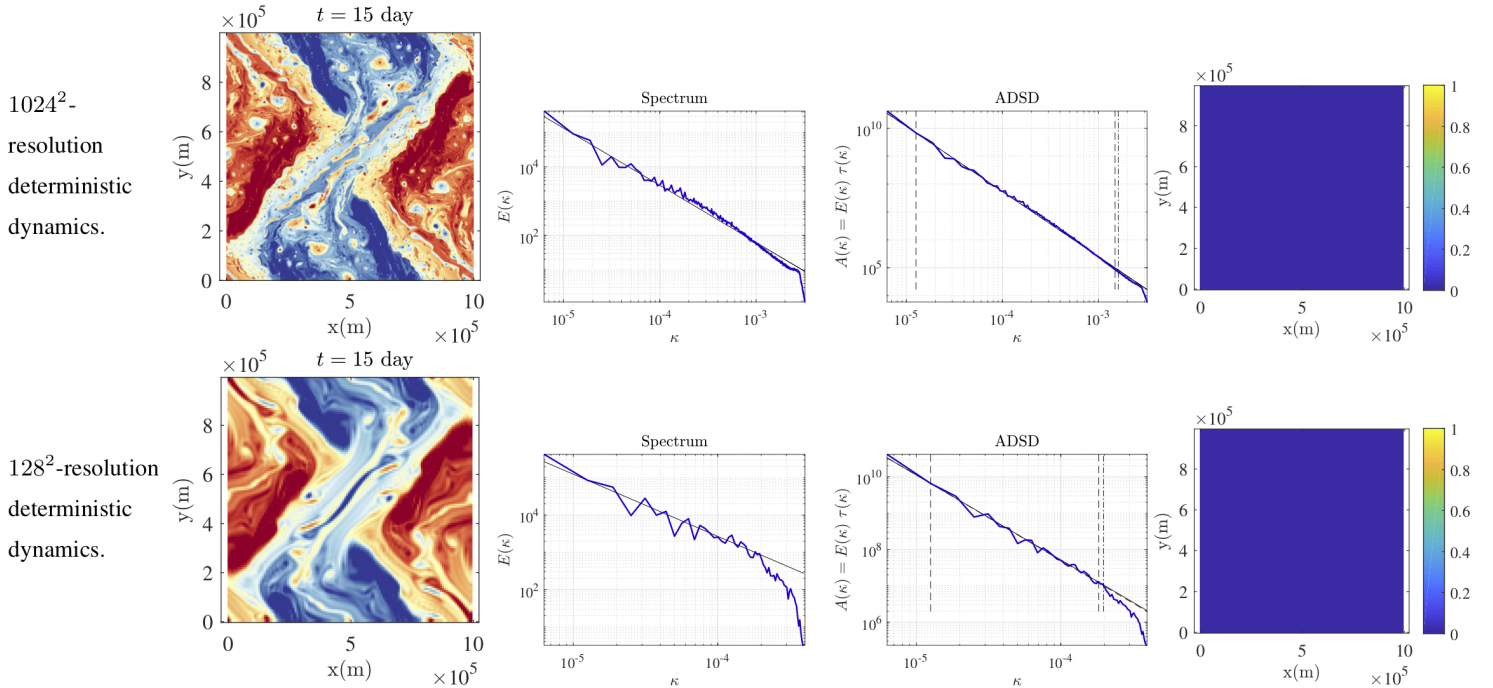 1024²-
resolution
deterministic
dynamics.
×10⁵
t = 15 day
y(m)
8
6
4
2
0
0
5
10
x(m)
×10⁵
Spectrum
E(κ)
10⁴
10²
10⁻⁵
10⁻⁴
10⁻³
κ
ADSD
A(κ) = E(κ) τ(κ)
10¹⁰
10⁵
10⁻⁵
10⁻⁴
10⁻³
κ
×10⁵
y(m)
8
6
4
2
0
0
5
10
x(m)
×10⁵
1
0.8
0.6
0.4
0.2
0
128²-resolution
deterministic
dynamics.
×10⁵
t = 15 day
y(m)
8
6
4
2
0
0
5
10
x(m)
×10⁵
Spectrum
E(κ)
10⁴
10²
10⁻⁵
10⁻⁴
κ
ADSD
A(κ) = E(κ) τ(κ)
10¹⁰
10⁸
10⁶
10⁻⁵
10⁻⁴
κ
×10⁵
y(m)
8
6
4
2
0
0
5
10
x(m)
×10⁵
1
0.8
0.6
0.4
0.2
0